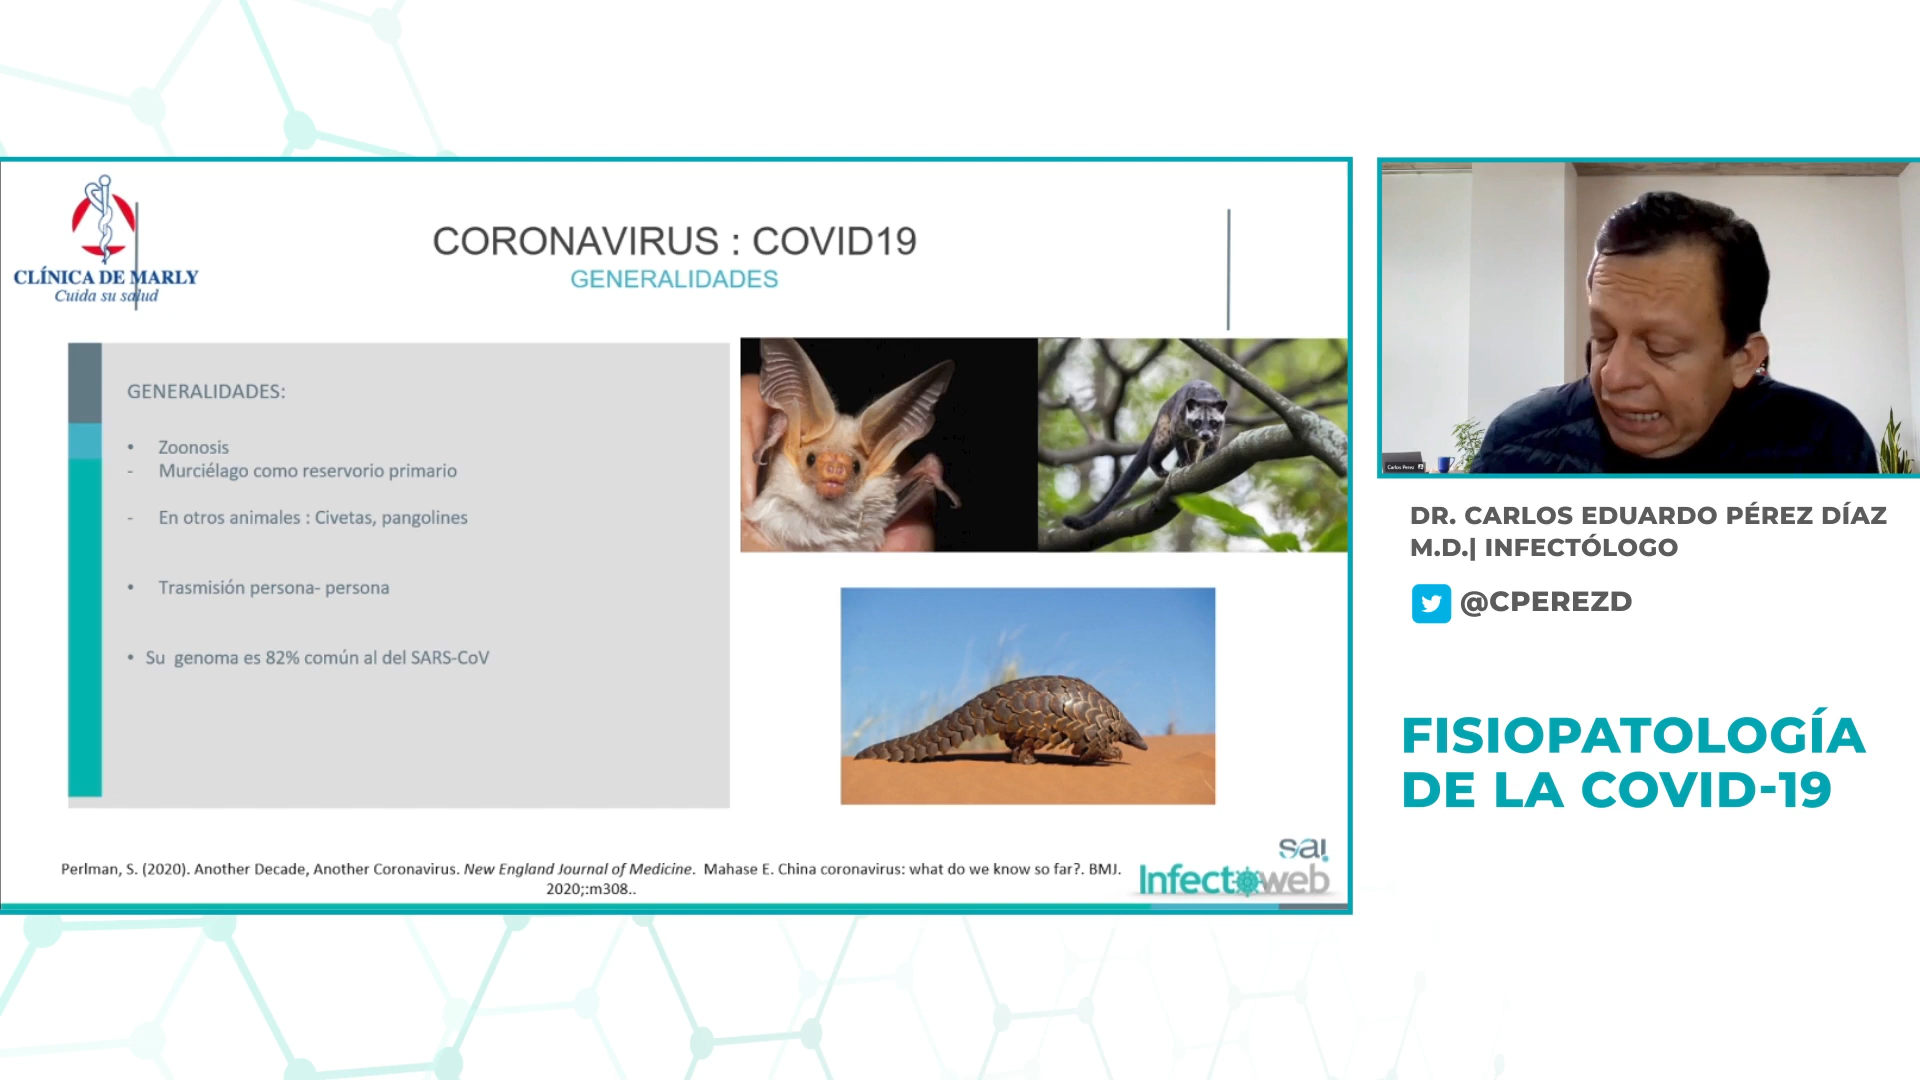 CLÍNICA DE MARLY
Cuida su salud
CORONAVIRUS : COVID19
GENERALIDADES
GENERALIDADES:
• Zoonosis
- Murciélago como reservorio primario
- En otros animales : Civetas, pangolines
• Trasmisión persona- persona
• Su genoma es 82% común al del SARS-CoV
Perlman, S. (2020). Another Decade, Another Coronavirus. New England Journal of Medicine. Mahase E. China coronavirus: what do we know so far?. BMJ.
2020;:m308..
sai
Infectoweb
Carlos Perez
DR. CARLOS EDUARDO PÉREZ DÍAZ
M.D.| INFECTÓLOGO
@CPEREZD
FISIOPATOLOGÍA
DE LA COVID-19